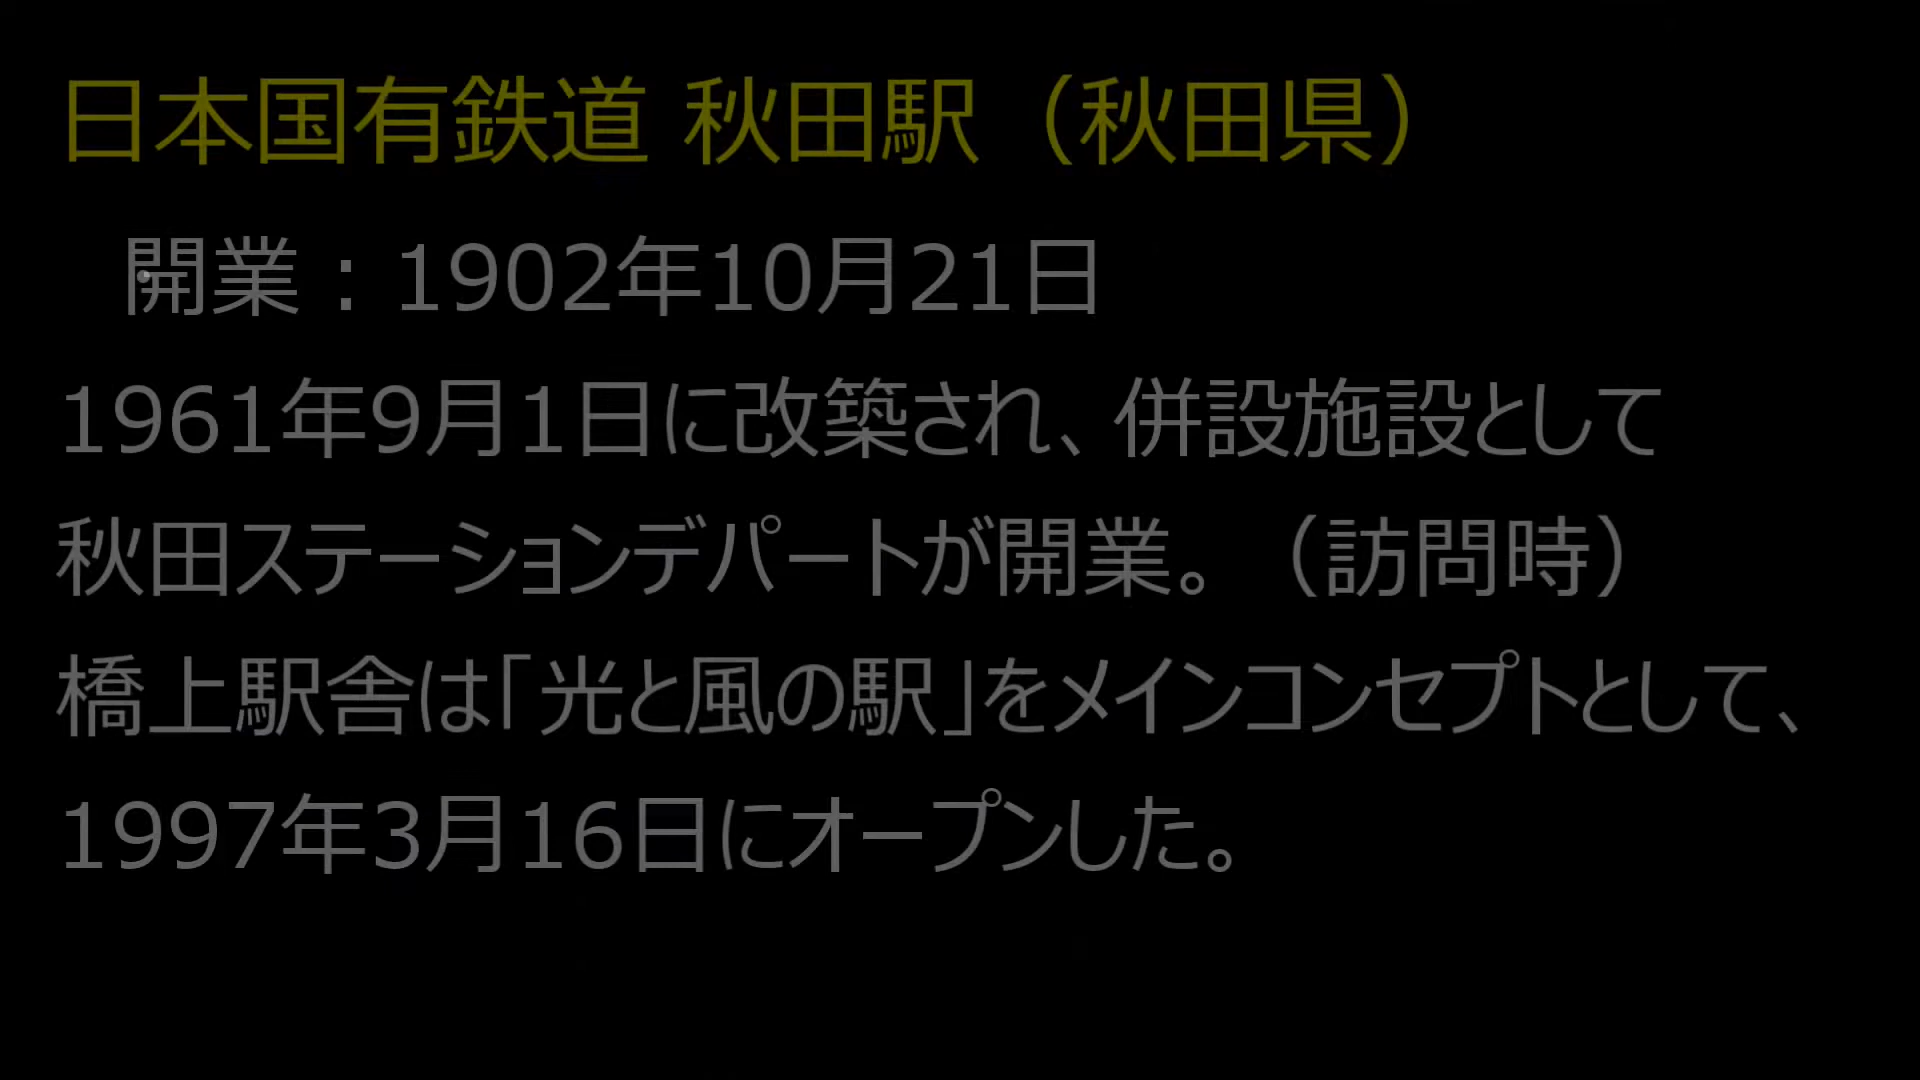 日本国有鉄道 秋田駅（秋田県）
開業：1902年10月21日
1961年9月1日に改築され、併設施設として
秋田ステーションデパートが開業。（訪問時）
橋上駅舎は「光と風の駅」をメインコンセプトとして、
1997年3月16日にオープンした。